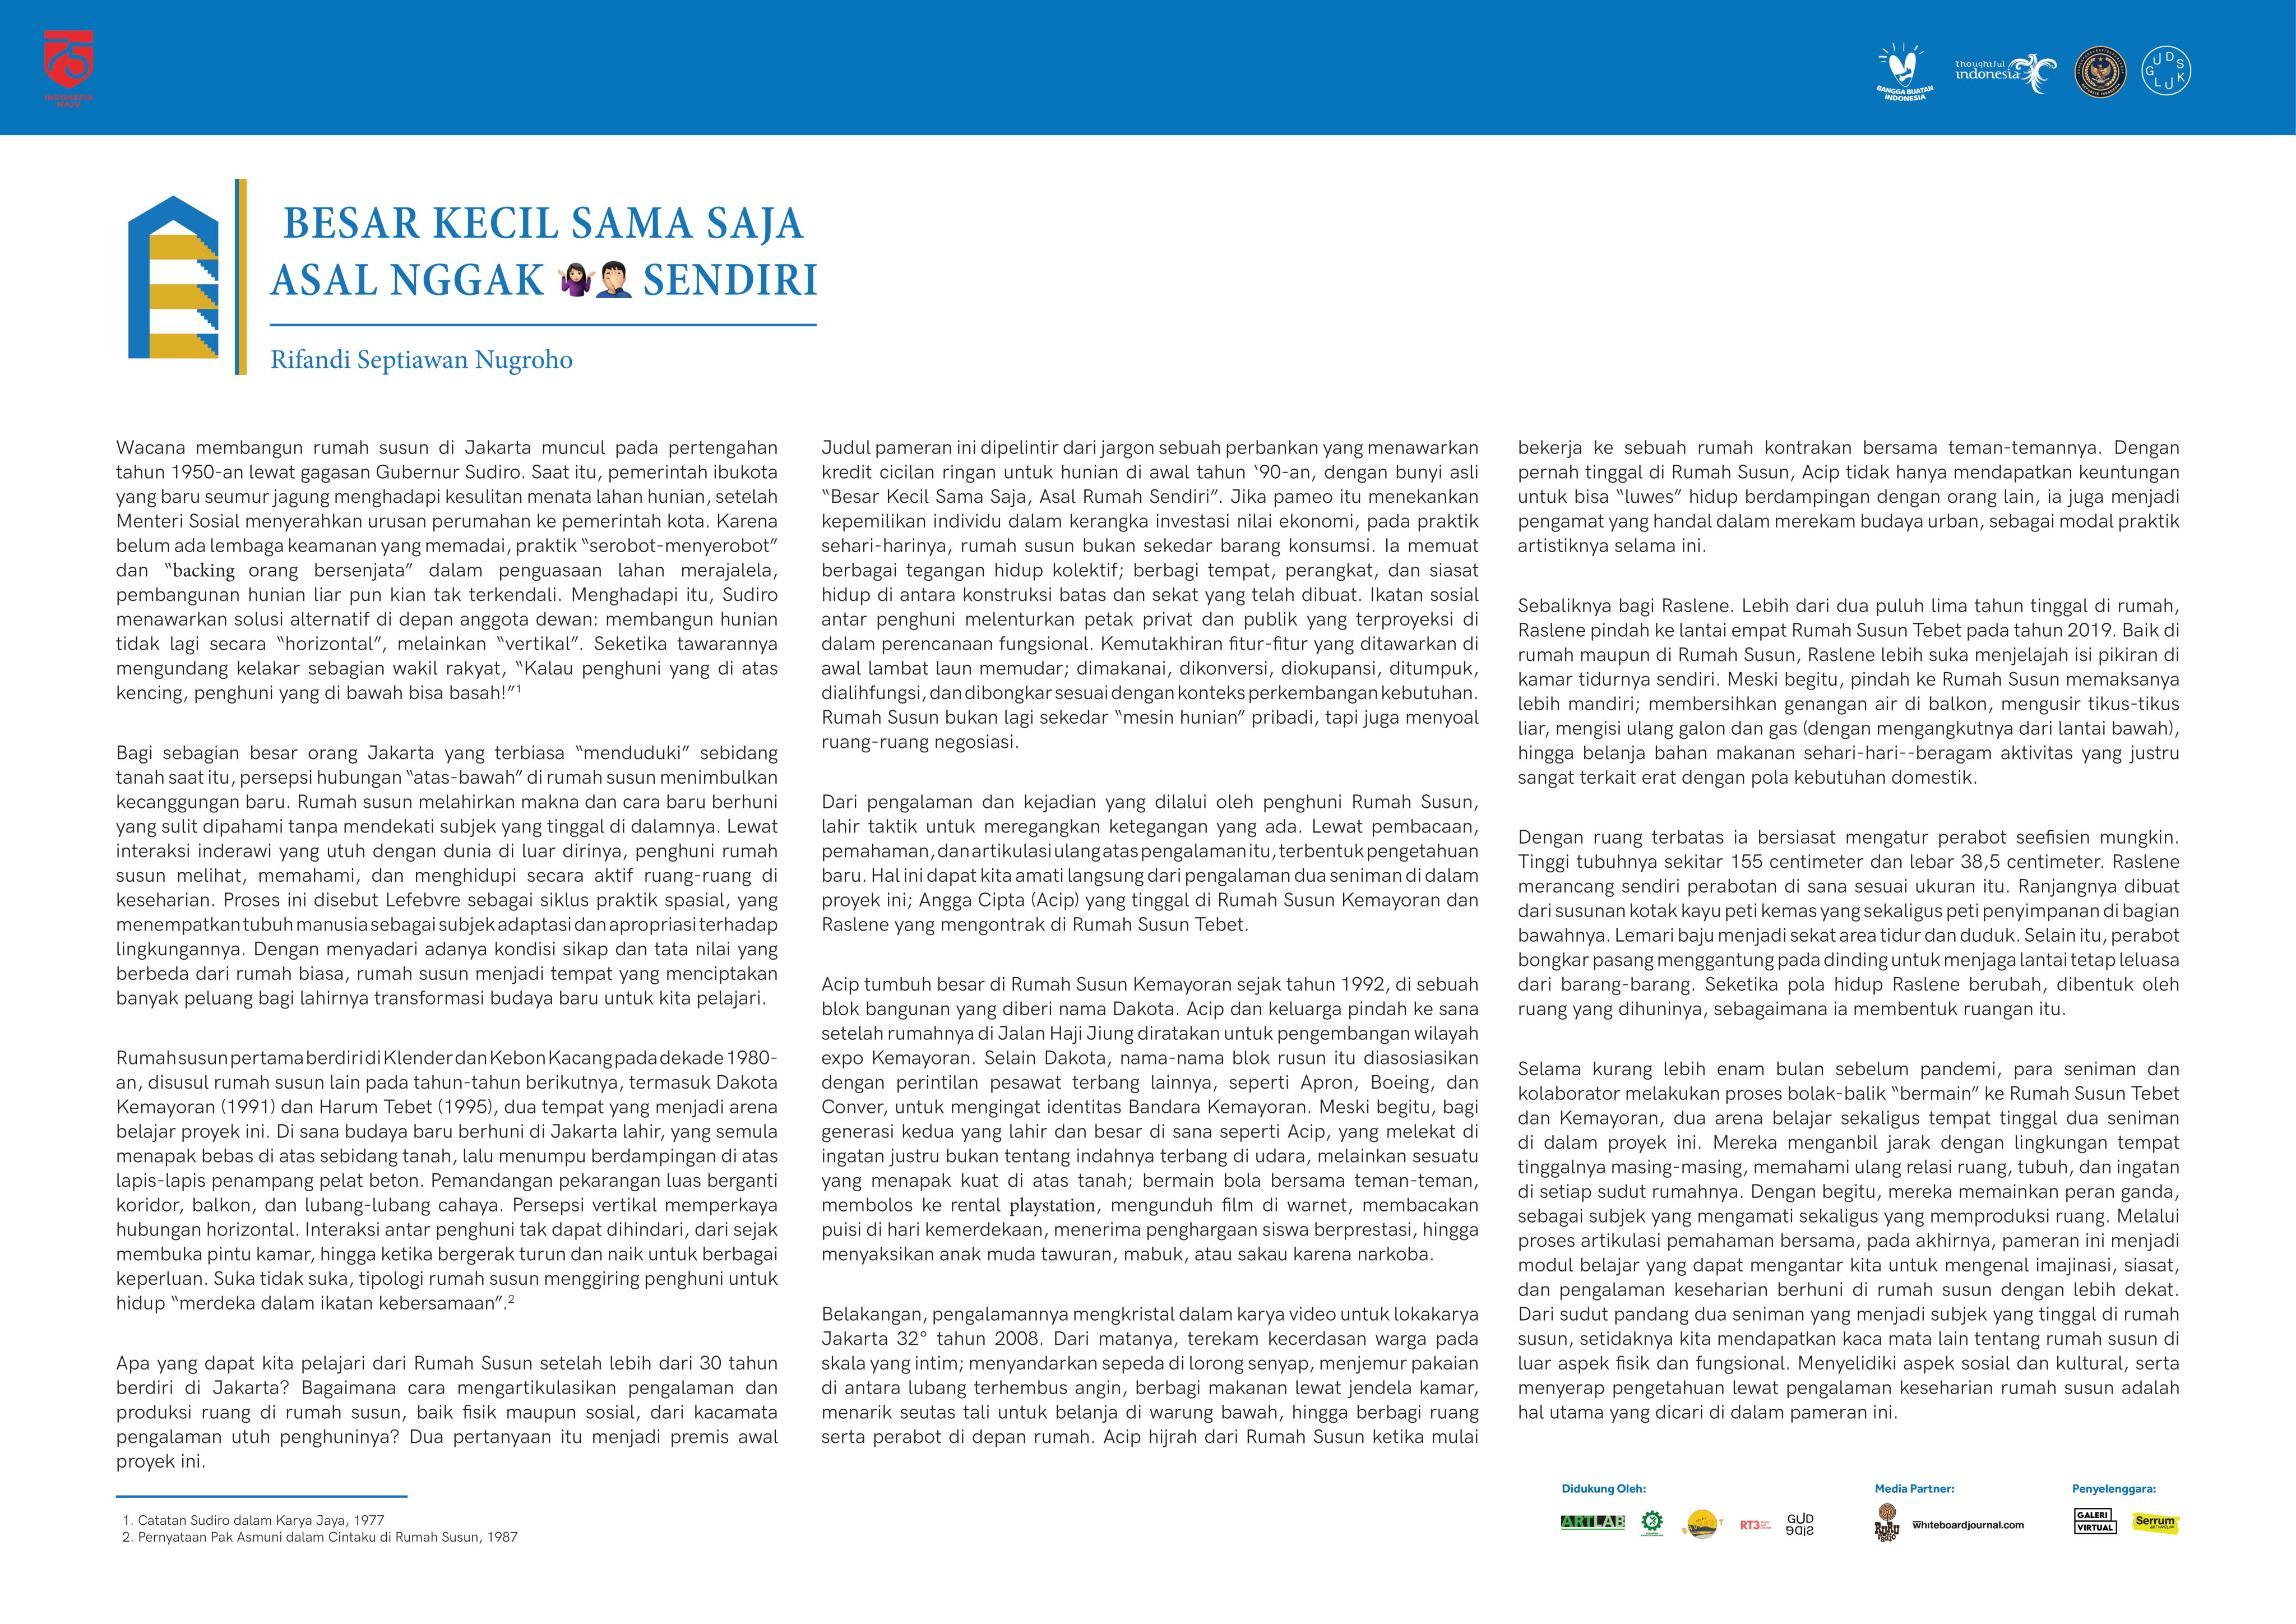 75
INDONESIA
MAJU
BANGGA BUATAN
INDONESIA
thoughtful
indonesia
REPUBLIK INDONESIA
GUDSKUL
BESAR KECIL SAMA SAJA
ASAL NGGAK 🤷🏻‍♀️🤦🏻‍♂️ SENDIRI
Rifandi Septiawan Nugroho
Wacana membangun rumah susun di Jakarta muncul pada pertengahan
tahun 1950-an lewat gagasan Gubernur Sudiro. Saat itu, pemerintah ibukota
yang baru seumur jagung menghadapi kesulitan menata lahan hunian, setelah
Menteri Sosial menyerahkan urusan perumahan ke pemerintah kota. Karena
belum ada lembaga keamanan yang memadai, praktik “serobot-menyerobot”
dan “backing orang bersenjata” dalam penguasaan lahan merajalela,
pembangunan hunian liar pun kian tak terkendali. Menghadapi itu, Sudiro
menawarkan solusi alternatif di depan anggota dewan: membangun hunian
tidak lagi secara “horizontal”, melainkan “vertikal”. Seketika tawarannya
mengundang kelakar sebagian wakil rakyat, “Kalau penghuni yang di atas
kencing, penghuni yang di bawah bisa basah!”1
Bagi sebagian besar orang Jakarta yang terbiasa “menduduki” sebidang
tanah saat itu, persepsi hubungan “atas-bawah” di rumah susun menimbulkan
kecanggungan baru. Rumah susun melahirkan makna dan cara baru berhuni
yang sulit dipahami tanpa mendekati subjek yang tinggal di dalamnya. Lewat
interaksi inderawi yang utuh dengan dunia di luar dirinya, penghuni rumah
susun melihat, memahami, dan menghidupi secara aktif ruang-ruang di
keseharian. Proses ini disebut Lefebvre sebagai siklus praktik spasial, yang
menempatkan tubuh manusia sebagai subjek adaptasi dan apropriasi terhadap
lingkungannya. Dengan menyadari adanya kondisi sikap dan tata nilai yang
berbeda dari rumah biasa, rumah susun menjadi tempat yang menciptakan
banyak peluang bagi lahirnya transformasi budaya baru untuk kita pelajari.
Rumah susun pertama berdiri di Klender dan Kebon Kacang pada dekade 1980-
an, disusul rumah susun lain pada tahun-tahun berikutnya, termasuk Dakota
Kemayoran (1991) dan Harum Tebet (1995), dua tempat yang menjadi arena
belajar proyek ini. Di sana budaya baru berhuni di Jakarta lahir, yang semula
menapak bebas di atas sebidang tanah, lalu menumpu berdampingan di atas
lapis-lapis penampang pelat beton. Pemandangan pekarangan luas berganti
koridor, balkon, dan lubang-lubang cahaya. Persepsi vertikal memperkaya
hubungan horizontal. Interaksi antar penghuni tak dapat dihindari, dari sejak
membuka pintu kamar, hingga ketika bergerak turun dan naik untuk berbagai
keperluan. Suka tidak suka, tipologi rumah susun menggiring penghuni untuk
hidup “merdeka dalam ikatan kebersamaan”.2
Apa yang dapat kita pelajari dari Rumah Susun setelah lebih dari 30 tahun
berdiri di Jakarta? Bagaimana cara mengartikulasikan pengalaman dan
produksi ruang di rumah susun, baik fisik maupun sosial, dari kacamata
pengalaman utuh penghuninya? Dua pertanyaan itu menjadi premis awal
proyek ini.
1. Catatan Sudiro dalam Karya Jaya, 1977
2. Pernyataan Pak Asmuni dalam Cintaku di Rumah Susun, 1987
Judul pameran ini dipelintir dari jargon sebuah perbankan yang menawarkan
kredit cicilan ringan untuk hunian di awal tahun ‘90-an, dengan bunyi asli
“Besar Kecil Sama Saja, Asal Rumah Sendiri”. Jika pameo itu menekankan
kepemilikan individu dalam kerangka investasi nilai ekonomi, pada praktik
sehari-harinya, rumah susun bukan sekedar barang konsumsi. Ia memuat
berbagai tegangan hidup kolektif; berbagi tempat, perangkat, dan siasat
hidup di antara konstruksi batas dan sekat yang telah dibuat. Ikatan sosial
antar penghuni melenturkan petak privat dan publik yang terproyeksi di
dalam perencanaan fungsional. Kemutakhiran fitur-fitur yang ditawarkan di
awal lambat laun memudar; dimakanai, dikonversi, diokupansi, ditumpuk,
dialihfungsi, dan dibongkar sesuai dengan konteks perkembangan kebutuhan.
Rumah Susun bukan lagi sekedar “mesin hunian” pribadi, tapi juga menyoal
ruang-ruang negosiasi.
Dari pengalaman dan kejadian yang dilalui oleh penghuni Rumah Susun,
lahir taktik untuk meregangkan ketegangan yang ada. Lewat pembacaan,
pemahaman, dan artikulasi ulang atas pengalaman itu, terbentuk pengetahuan
baru. Hal ini dapat kita amati langsung dari pengalaman dua seniman di dalam
proyek ini; Angga Cipta (Acip) yang tinggal di Rumah Susun Kemayoran dan
Raslene yang mengontrak di Rumah Susun Tebet.
Acip tumbuh besar di Rumah Susun Kemayoran sejak tahun 1992, di sebuah
blok bangunan yang diberi nama Dakota. Acip dan keluarga pindah ke sana
setelah rumahnya di Jalan Haji Jiung diratakan untuk pengembangan wilayah
expo Kemayoran. Selain Dakota, nama-nama blok rusun itu diasosiasikan
dengan perintilan pesawat terbang lainnya, seperti Apron, Boeing, dan
Conver, untuk mengingat identitas Bandara Kemayoran. Meski begitu, bagi
generasi kedua yang lahir dan besar di sana seperti Acip, yang melekat di
ingatan justru bukan tentang indahnya terbang di udara, melainkan sesuatu
yang menapak kuat di atas tanah; bermain bola bersama teman-teman,
membolos ke rental playstation, mengunduh film di warnet, membacakan
puisi di hari kemerdekaan, menerima penghargaan siswa berprestasi, hingga
menyaksikan anak muda tawuran, mabuk, atau sakau karena narkoba.
Belakangan, pengalamannya mengkristal dalam karya video untuk lokakarya
Jakarta 32° tahun 2008. Dari matanya, terekam kecerdasan warga pada
skala yang intim; menyandarkan sepeda di lorong senyap, menjemur pakaian
di antara lubang terhembus angin, berbagi makanan lewat jendela kamar,
menarik seutas tali untuk belanja di warung bawah, hingga berbagi ruang
serta perabot di depan rumah. Acip hijrah dari Rumah Susun ketika mulai
bekerja ke sebuah rumah kontrakan bersama teman-temannya. Dengan
pernah tinggal di Rumah Susun, Acip tidak hanya mendapatkan keuntungan
untuk bisa “luwes” hidup berdampingan dengan orang lain, ia juga menjadi
pengamat yang handal dalam merekam budaya urban, sebagai modal praktik
artistiknya selama ini.
Sebaliknya bagi Raslene. Lebih dari dua puluh lima tahun tinggal di rumah,
Raslene pindah ke lantai empat Rumah Susun Tebet pada tahun 2019. Baik di
rumah maupun di Rumah Susun, Raslene lebih suka menjelajah isi pikiran di
kamar tidurnya sendiri. Meski begitu, pindah ke Rumah Susun memaksanya
lebih mandiri; membersihkan genangan air di balkon, mengusir tikus-tikus
liar, mengisi ulang galon dan gas (dengan mengangkutnya dari lantai bawah),
hingga belanja bahan makanan sehari-hari--beragam aktivitas yang justru
sangat terkait erat dengan pola kebutuhan domestik.
Dengan ruang terbatas ia bersiasat mengatur perabot seefisien mungkin.
Tinggi tubuhnya sekitar 155 centimeter dan lebar 38,5 centimeter. Raslene
merancang sendiri perabotan di sana sesuai ukuran itu. Ranjangnya dibuat
dari susunan kotak kayu peti kemas yang sekaligus peti penyimpanan di bagian
bawahnya. Lemari baju menjadi sekat area tidur dan duduk. Selain itu, perabot
bongkar pasang menggantung pada dinding untuk menjaga lantai tetap leluasa
dari barang-barang. Seketika pola hidup Raslene berubah, dibentuk oleh
ruang yang dihuninya, sebagaimana ia membentuk ruangan itu.
Selama kurang lebih enam bulan sebelum pandemi, para seniman dan
kolaborator melakukan proses bolak-balik “bermain” ke Rumah Susun Tebet
dan Kemayoran, dua arena belajar sekaligus tempat tinggal dua seniman
di dalam proyek ini. Mereka menganbil jarak dengan lingkungan tempat
tinggalnya masing-masing, memahami ulang relasi ruang, tubuh, dan ingatan
di setiap sudut rumahnya. Dengan begitu, mereka memainkan peran ganda,
sebagai subjek yang mengamati sekaligus yang memproduksi ruang. Melalui
proses artikulasi pemahaman bersama, pada akhirnya, pameran ini menjadi
modul belajar yang dapat mengantar kita untuk mengenal imajinasi, siasat,
dan pengalaman keseharian berhuni di rumah susun dengan lebih dekat.
Dari sudut pandang dua seniman yang menjadi subjek yang tinggal di rumah
susun, setidaknya kita mendapatkan kaca mata lain tentang rumah susun di
luar aspek fisik dan fungsional. Menyelidiki aspek sosial dan kultural, serta
menyerap pengetahuan lewat pengalaman keseharian rumah susun adalah
hal utama yang dicari di dalam pameran ini.
Didukung Oleh:
ARTLAB
RT3
GUD
SIDE
Media Partner:
RURU
radio
whiteboardjournal.com
Penyelenggara:
GALERI
VIRTUAL
Serrum